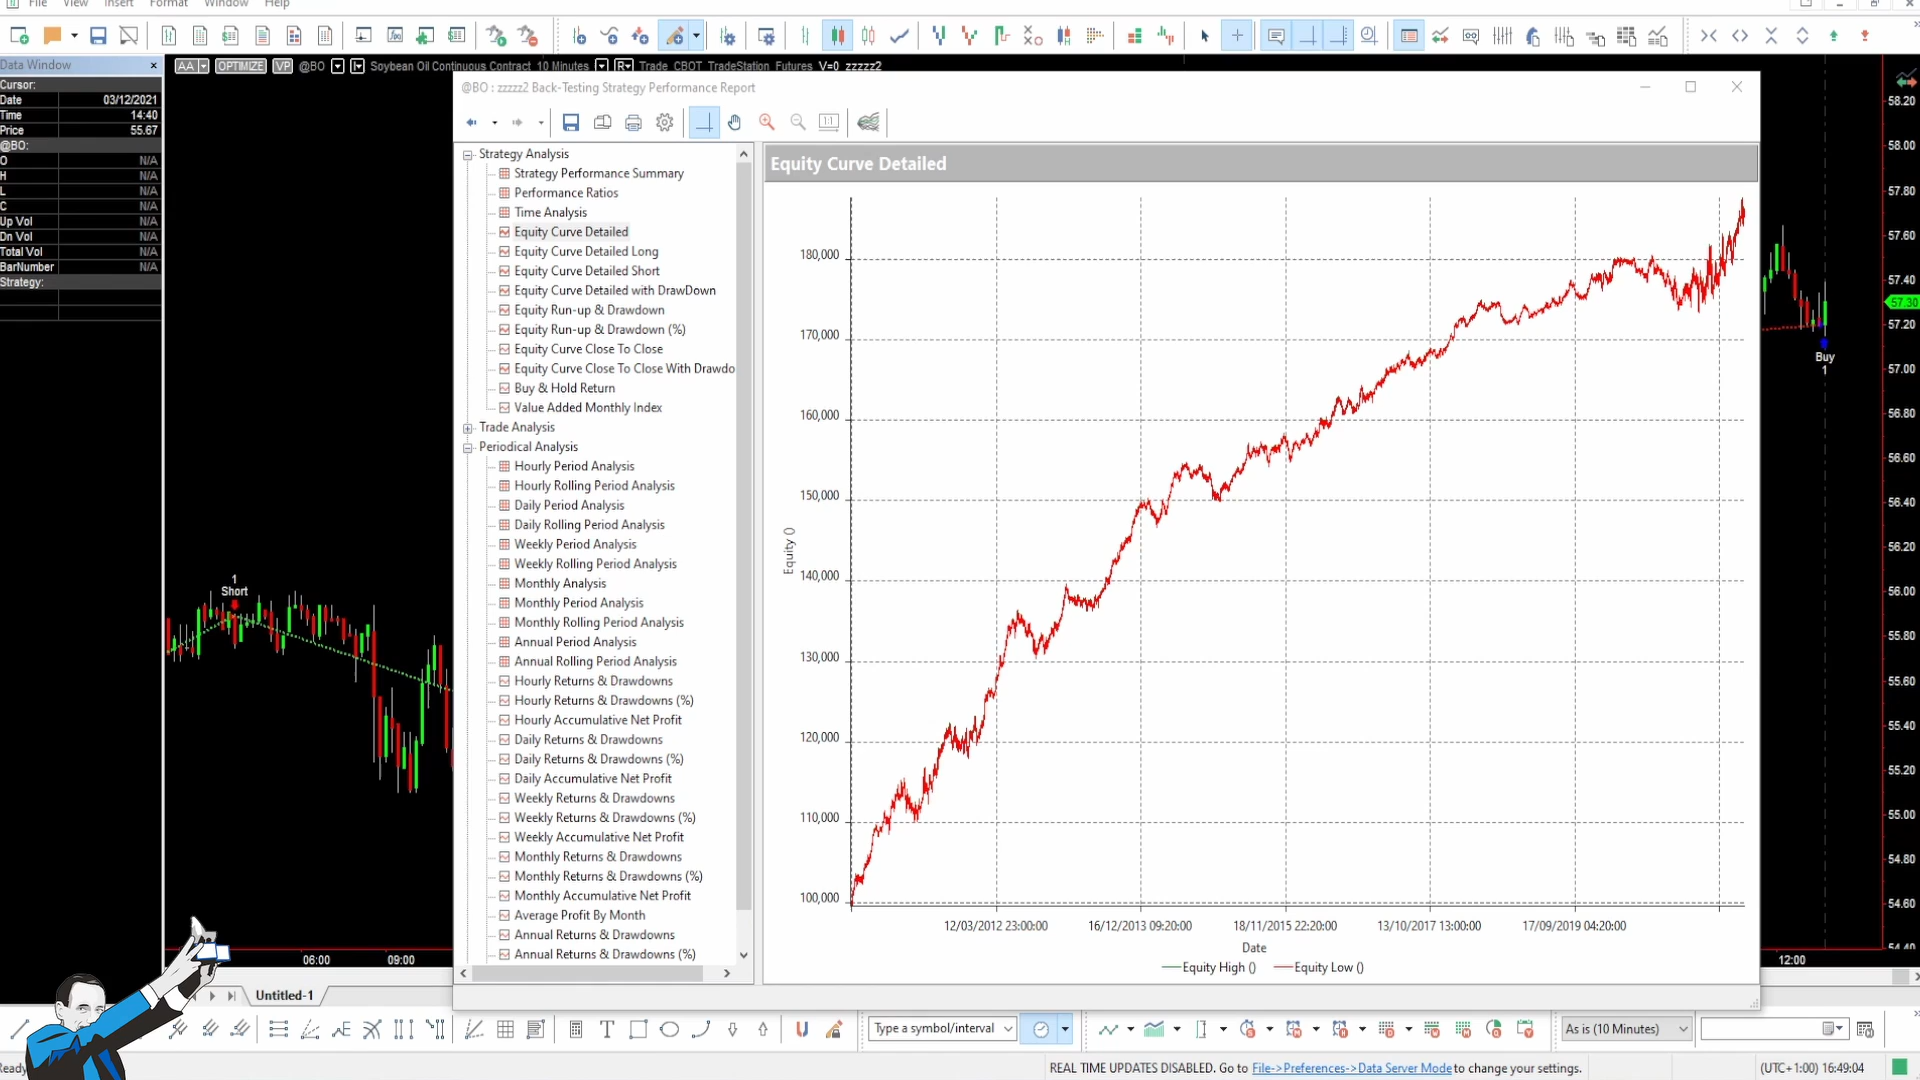 File View Insert Format Window Help
Data Window ×
Cursor:
Date 03/12/2021
Time 14:40
Price 55.67
@BO:
O N/A
H N/A
L N/A
C N/A
Up Vol N/A
Dn Vol N/A
Total Vol N/A
BarNumber N/A
Strategy:
AA OPTIMIZE VP @BO Soybean Oil Continuous Contract 10 Minutes R Trade CBOT TradeStation Futures V=0 zzzzz2
@BO : zzzzz2 Back-Testing Strategy Performance Report
1:1
Strategy Analysis
Strategy Performance Summary
Performance Ratios
Time Analysis
Equity Curve Detailed
Equity Curve Detailed Long
Equity Curve Detailed Short
Equity Curve Detailed with DrawDown
Equity Run-up & Drawdown
Equity Run-up & Drawdown (%)
Equity Curve Close To Close
Equity Curve Close To Close With Drawdo
Buy & Hold Return
Value Added Monthly Index
Trade Analysis
Periodical Analysis
Hourly Period Analysis
Hourly Rolling Period Analysis
Daily Period Analysis
Daily Rolling Period Analysis
Weekly Period Analysis
Weekly Rolling Period Analysis
Monthly Analysis
Monthly Period Analysis
Monthly Rolling Period Analysis
Annual Period Analysis
Annual Rolling Period Analysis
Hourly Returns & Drawdowns
Hourly Returns & Drawdowns (%)
Hourly Accumulative Net Profit
Daily Returns & Drawdowns
Daily Returns & Drawdowns (%)
Daily Accumulative Net Profit
Weekly Returns & Drawdowns
Weekly Returns & Drawdowns (%)
Weekly Accumulative Net Profit
Monthly Returns & Drawdowns
Monthly Returns & Drawdowns (%)
Monthly Accumulative Net Profit
Average Profit By Month
Annual Returns & Drawdowns
Annual Returns & Drawdowns (%)
Equity Curve Detailed
180,000
170,000
160,000
150,000
140,000
130,000
120,000
110,000
100,000
Equity ()
12/03/2012 23:00:00 16/12/2013 09:20:00 18/11/2015 22:20:00 13/10/2017 13:00:00 17/09/2019 04:20:00
Date
Equity High () Equity Low ()
1
Short
Buy
1
58.20
58.00
57.80
57.60
57.40
57.30
57.20
57.00
56.80
56.60
56.40
56.20
56.00
55.80
55.60
55.40
55.20
55.00
54.80
54.60
54.40
06:00 09:00 12:00
Untitled-1
Type a symbol/interval
As is (10 Minutes)
Ready
REAL TIME UPDATES DISABLED. Go to File->Preferences->Data Server Mode to change your settings.
(UTC+1:00) 16:49:04